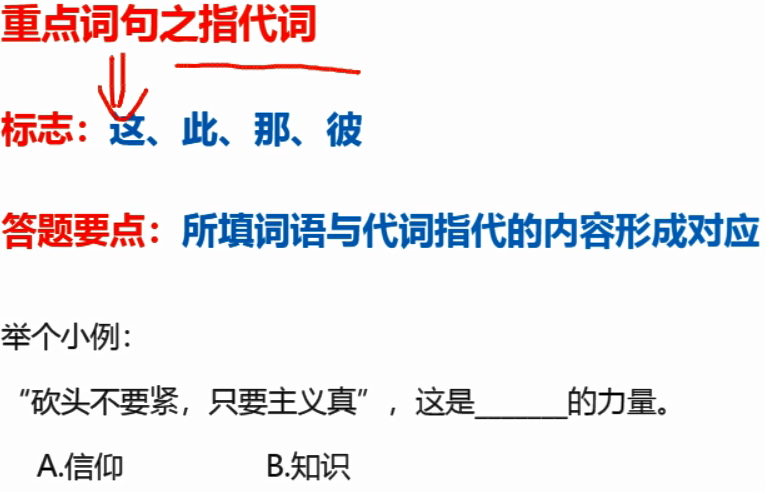 重点词句之指代词
标志：这、此、那、彼
答题要点：所填词语与代词指代的内容形成对应
举个小例：
“砍头不要紧，只要主义真”，这是_______的力量。
A.信仰 B.知识